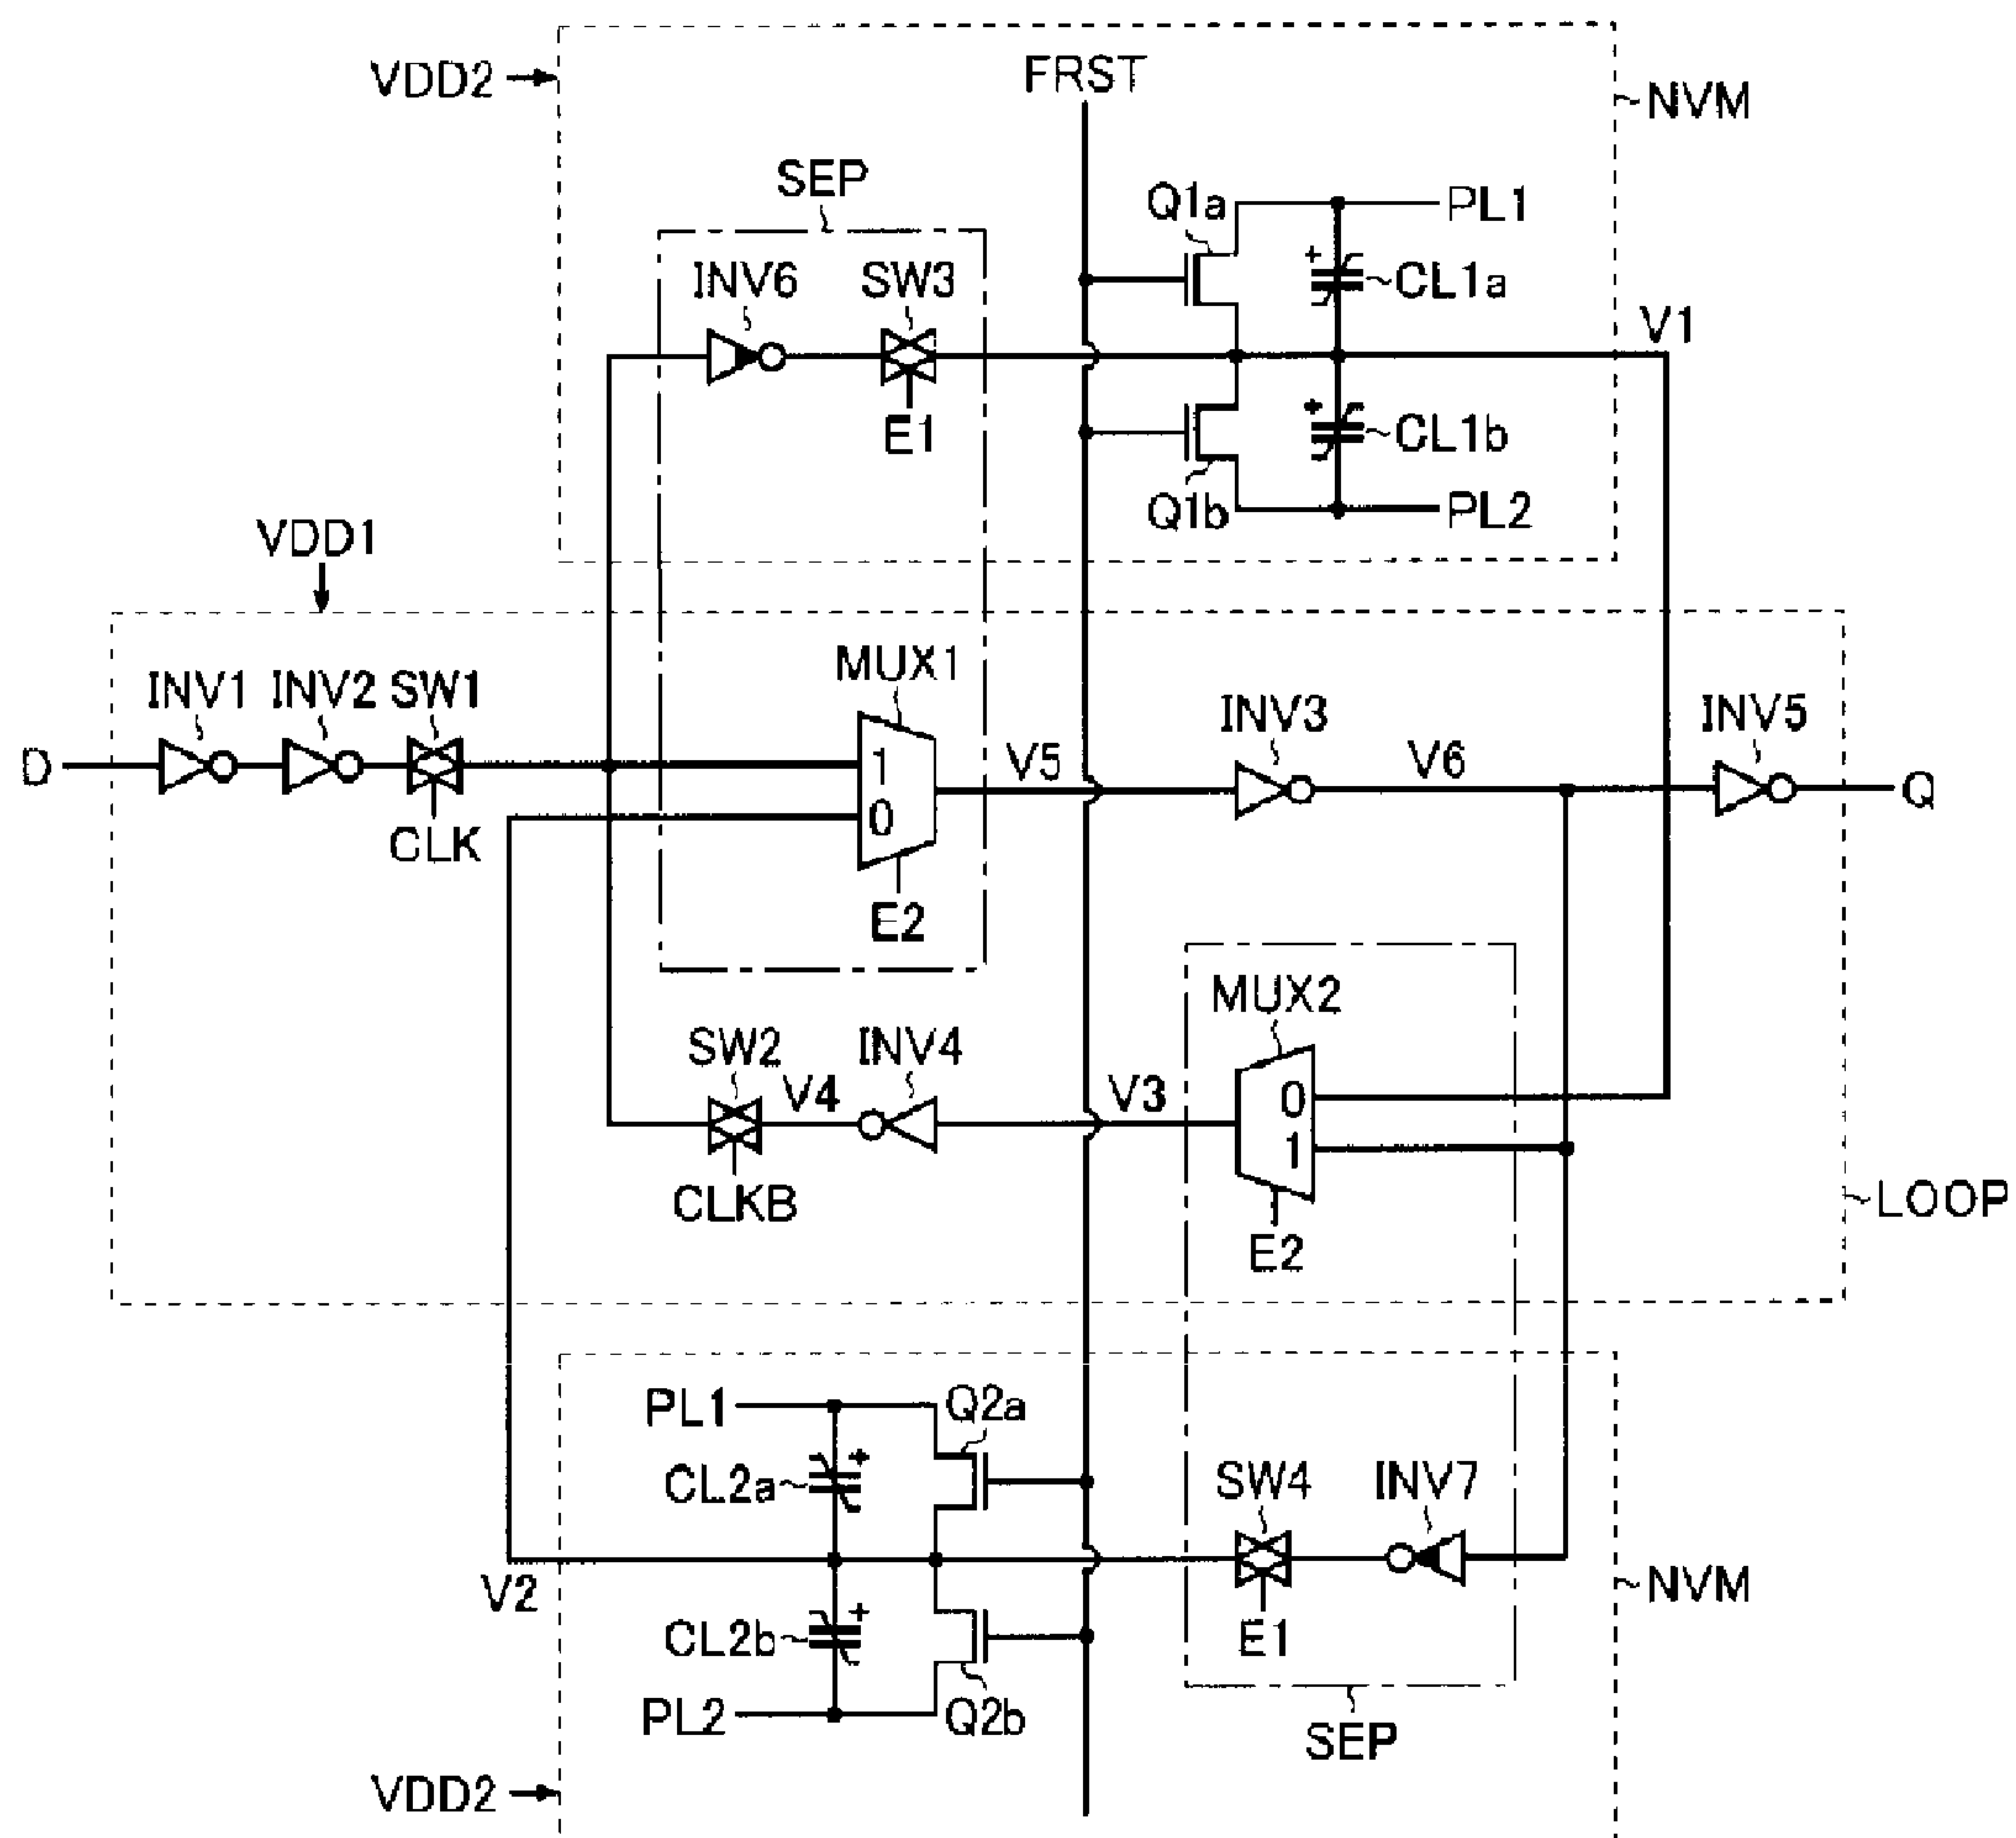 VDD2
FRST
NVM
SEP
Q1a
PL1
INV6
SW3
CL1a
V1
E1
CL1b
Q1b
PL2
VDD1
MUX1
INV1
INV2
SW1
INV3
INV5
D
1
V5
V6
Q
0
CLK
E2
MUX2
SW2
INV4
V4
V3
0
1
CLKB
LOOP
E2
PL1
Q2a
CL2a
SW4
INV7
V2
NVM
CL2b
E1
PL2
Q2b
SEP
VDD2